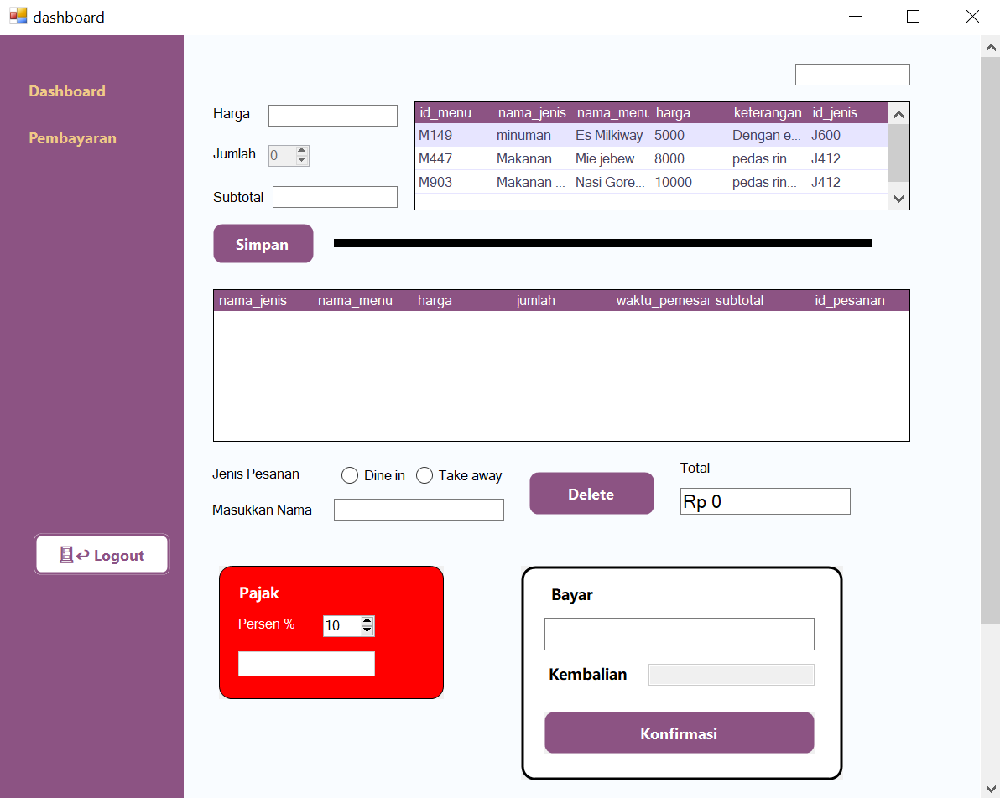 dashboard
Dashboard
Pembayaran
Logout
Harga
Jumlah 0
Subtotal
Simpan
id_menu nama_jenis nama_menu harga keterangan id_jenis
M149 minuman Es Milkiway 5000 Dengan e... J600
M447 Makanan ... Mie jebew... 8000 pedas rin... J412
M903 Makanan ... Nasi Gore... 10000 pedas rin... J412
nama_jenis nama_menu harga jumlah waktu_pemesar subtotal id_pesanan
Jenis Pesanan Dine in Take away
Masukkan Nama
Delete
Total
Rp 0
Pajak
Persen % 10
Bayar
Kembalian
Konfirmasi